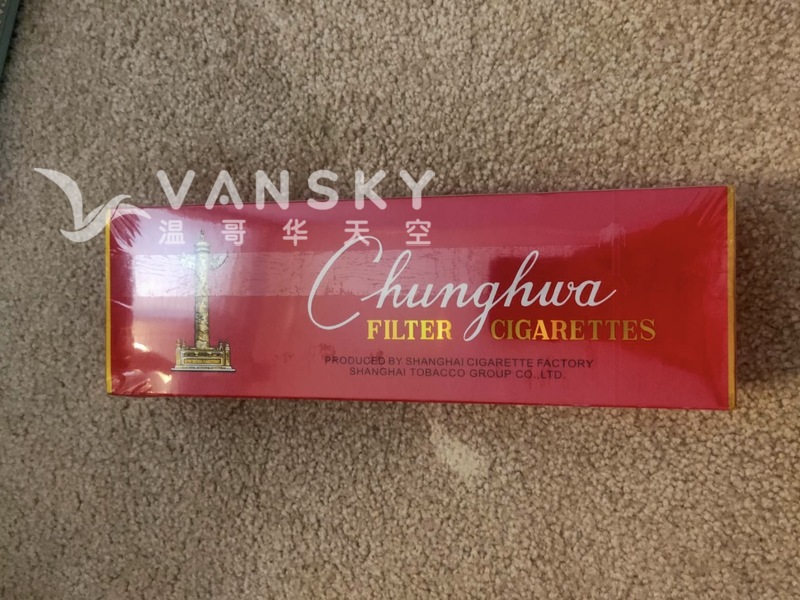 VANSKY
温哥华天空
Chunghwa
FILTER CIGARETTES
PRODUCED BY SHANGHAI CIGARETTE FACTORY
SHANGHAI TOBACCO GROUP CO.,LTD.